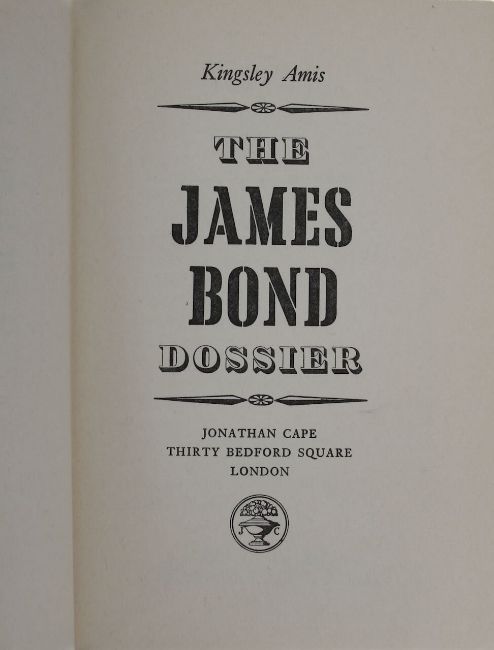 Kingsley Amis
THE
JAMES
BOND
DOSSIER
JONATHAN CAPE
THIRTY BEDFORD SQUARE
LONDON
J C